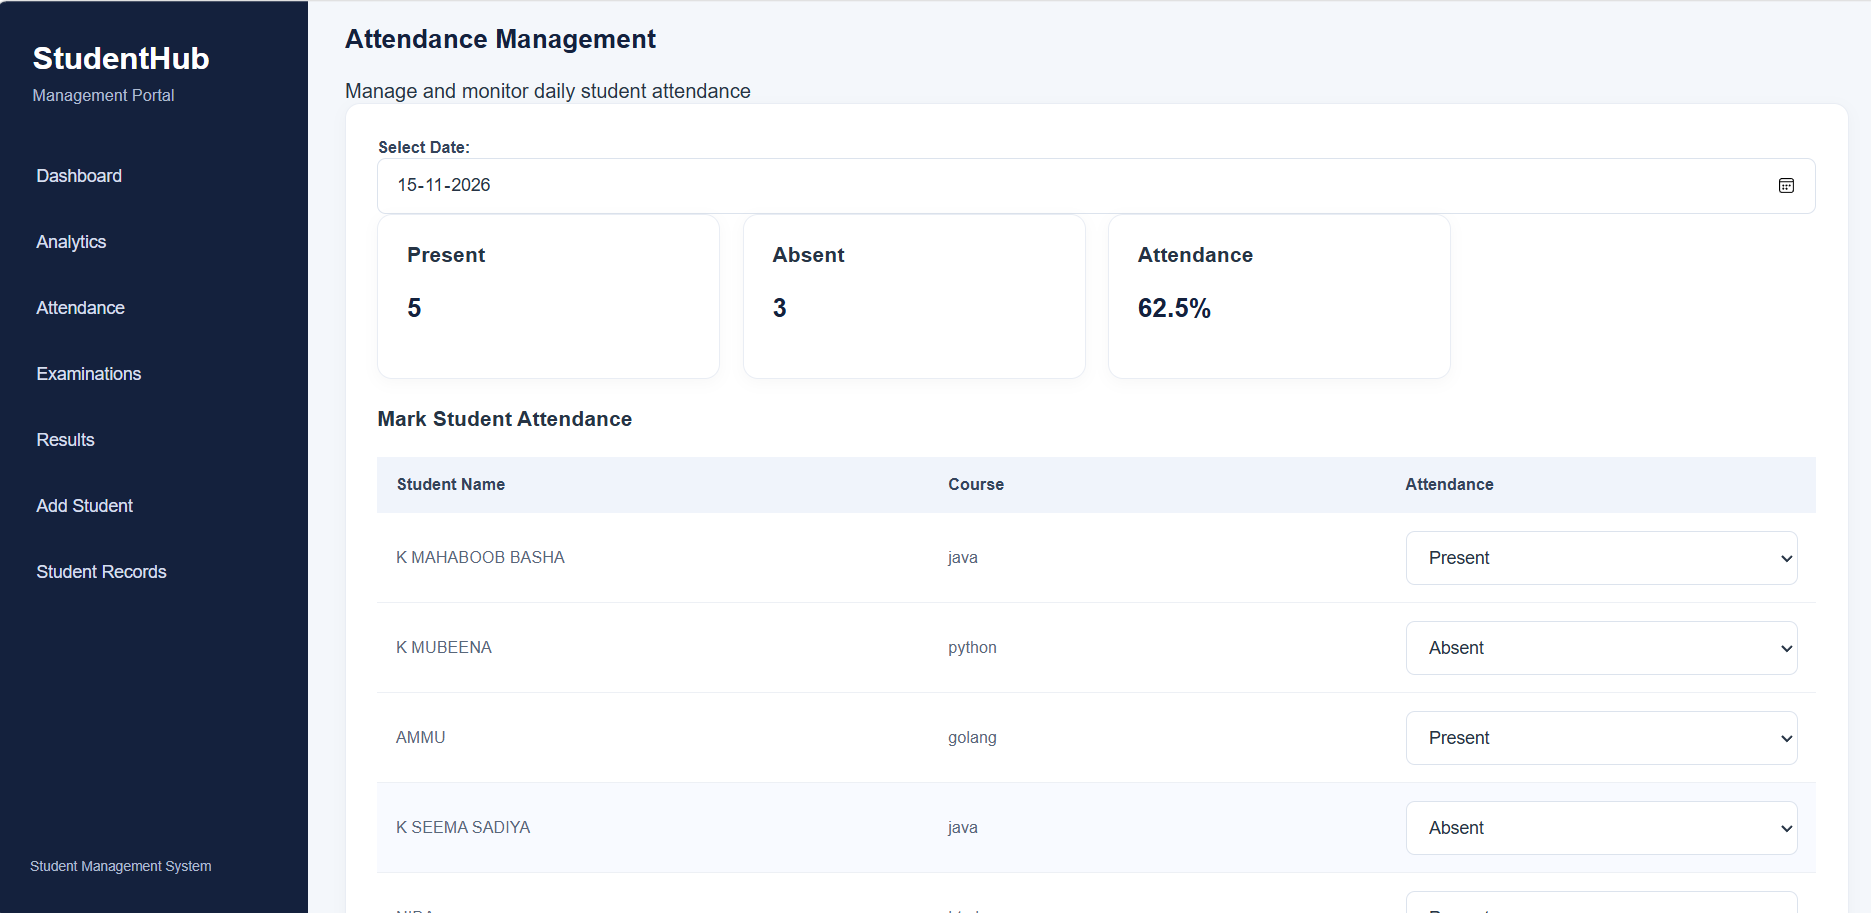 StudentHub
Management Portal
Dashboard
Analytics
Attendance
Examinations
Results
Add Student
Student Records
Student Management System
Attendance Management
Manage and monitor daily student attendance
Select Date:
15-11-2026
Present Absent Attendance
5 3 62.5%
Mark Student Attendance
Student Name Course Attendance
K MAHABOOB BASHA java Present
K MUBEENA python Absent
AMMU golang Present
K SEEMA SADIYA java Absent